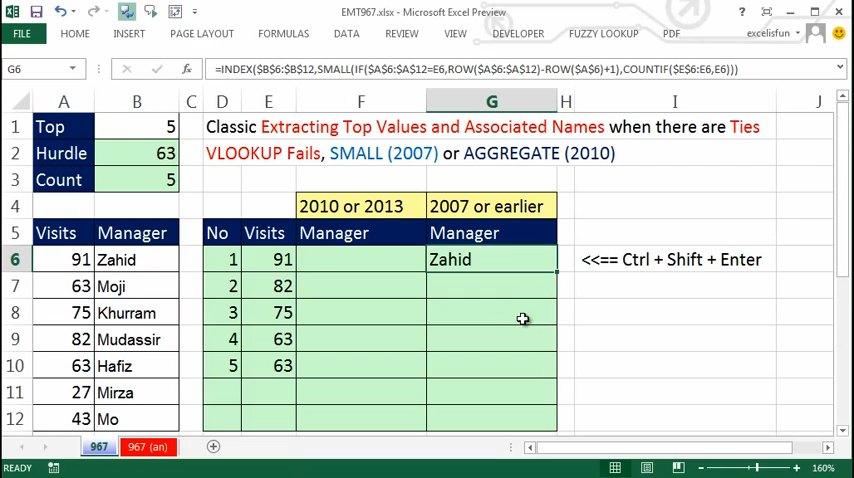 EMT967.xlsx - Microsoft Excel Preview
FILE HOME INSERT PAGE LAYOUT FORMULAS DATA REVIEW VIEW DEVELOPER FUZZY LOOKUP PDF excelisfun
G6 fx =INDEX($B$6:$B$12,SMALL(IF($A$6:$A$12=E6,ROW($A$6:$A$12)-ROW($A$6)+1),COUNTIF($E$6:E6,E6)))
A B C D E F G H I J
1 Top 5 Classic Extracting Top Values and Associated Names when there are Ties
2 Hurdle 63 VLOOKUP Fails, SMALL (2007) or AGGREGATE (2010)
3 Count 5
4 2010 or 2013 2007 or earlier
5 Visits Manager No Visits Manager Manager
6 91 Zahid 1 91 Zahid <<== Ctrl + Shift + Enter
7 63 Moji 2 82
8 75 Khurram 3 75
9 82 Mudassir 4 63
10 63 Hafiz 5 63
11 27 Mirza
12 43 Mo
967 967 (an)
READY 160%